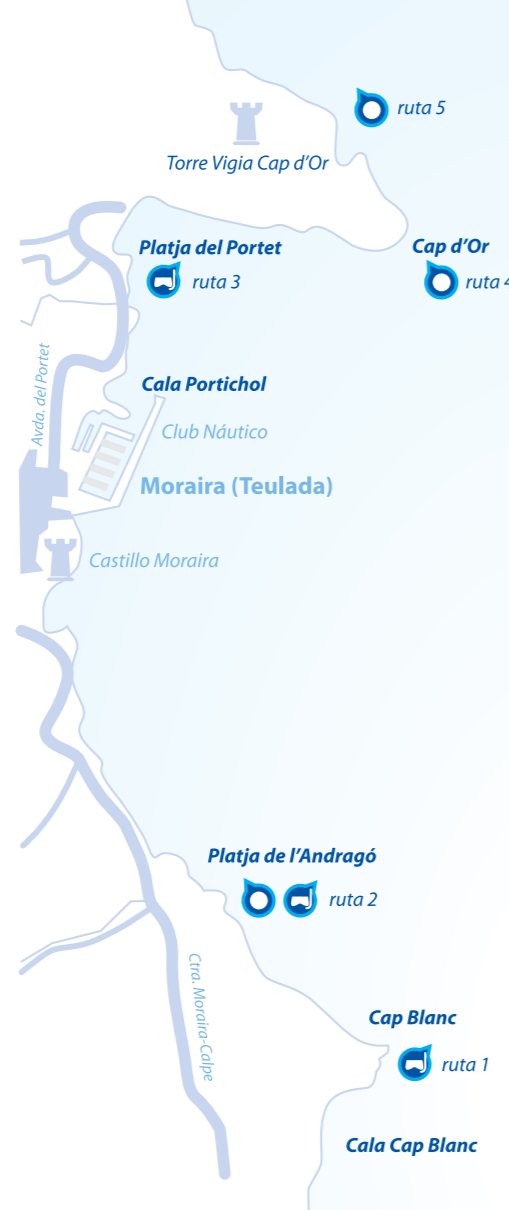 ruta 5
Torre Vigia Cap d’Or
Platja del Portet
ruta 3
Cap d’Or
ruta 4
Avda. del Portet
Cala Portichol
Club Náutico
Moraira (Teulada)
Castillo Moraira
Platja de l’Andragó
ruta 2
Ctra. Moraira-Calpe
Cap Blanc
ruta 1
Cala Cap Blanc